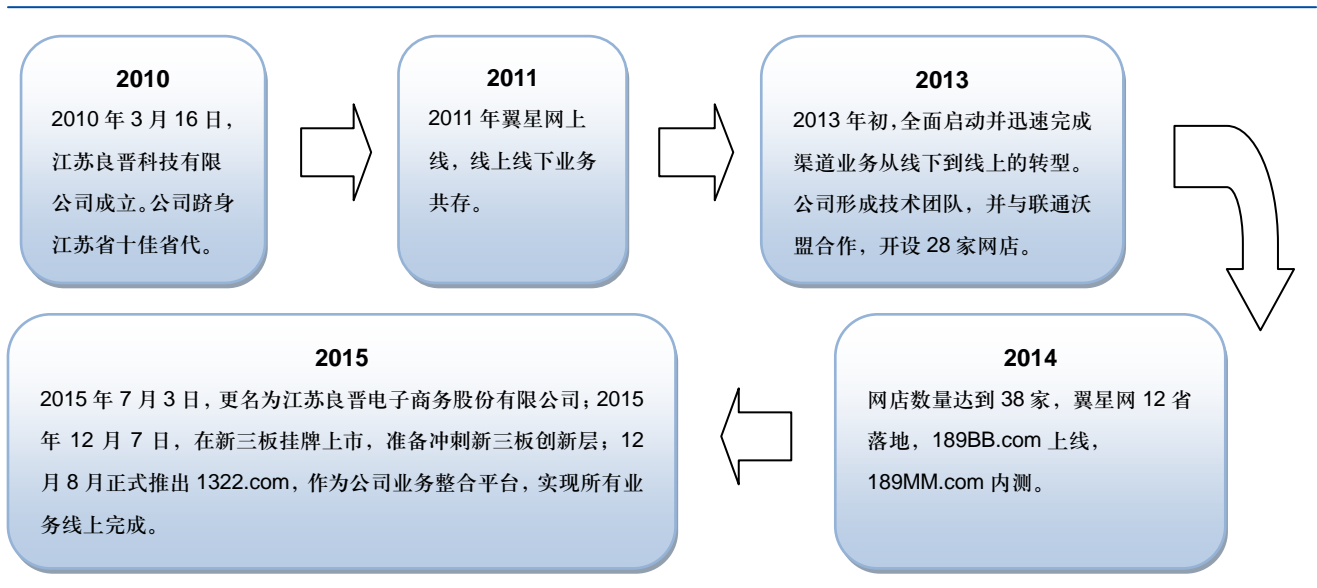 2010
2010 年 3 月 16 日，
江苏良晋科技有限
公司成立。公司跻身
江苏省十佳省代。
2011
2011 年翼星网上
线，线上线下业务
共存。
2013
2013 年初，全面启动并迅速完成
渠道业务从线下到线上的转型。
公司形成技术团队，并与联通沃
盟合作，开设 28 家网店。
2014
网店数量达到 38 家，翼星网 12 省
落地，189BB.com 上线，
189MM.com 内测。
2015
2015 年 7 月 3 日，更名为江苏良晋电子商务股份有限公司；2015
年 12 月 7 日，在新三板挂牌上市，准备冲刺新三板创新层；12
月 8 月正式推出 1322.com，作为公司业务整合平台，实现所有业
务线上完成。